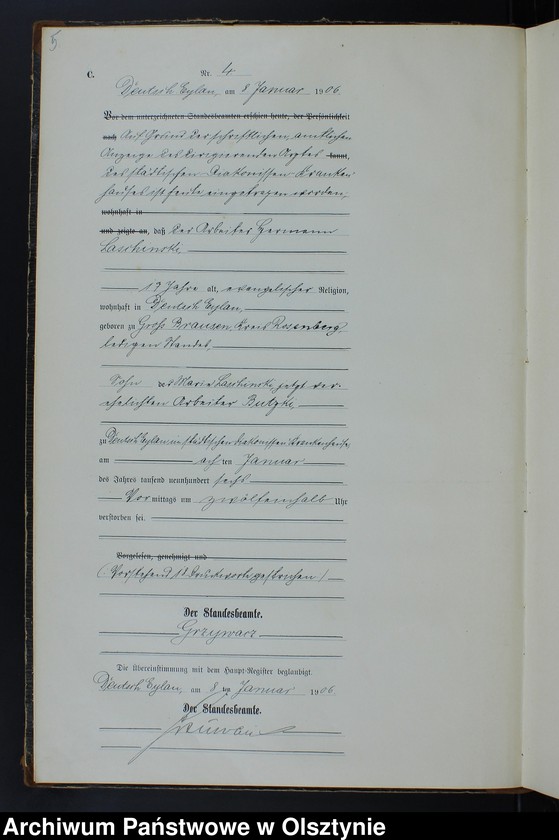 5
C.
Nr. 4
Deutsch Eylau, am 8 Januar 1906.
Vor dem unterzeichneten Standesbeamten erschien heute, der Persönlichkeit
nach Auf Grund der schriftlichen, amtlichen
Anzeige des dirigierenden Arztes kannt,
des städtischen Diakonissen-Kranken-
hauses ist heute eingetragen worden,
wohnhaft in
und zeigte an, daß der Arbeiter Hermann
Laschinski
19 Jahre alt, evangelischer Religion,
wohnhaft in Deutsch Eylau,
geboren zu Groß Brausen, Kreis Rosenberg
ledigen Standes,
Sohn der Marie Laschinski, jetzt ver-
ehelichten Arbeiter Butzke
zu Deutsch Eylau im städtischen Diakonissen Krankenhause
am achten Januar
des Jahres tausend neunhundert sechs
Vormittags um zwölfeinhalb Uhr
verstorben sei.
Vorgelesen, genehmigt und
(Vorstehend Druckworte gestrichen)
Der Standesbeamte.
Grzywacz
Die Übereinstimmung mit dem Haupt-Register beglaubigt.
Deutsch Eylau, am 8 ten Januar 1906.
Der Standesbeamte.
Archiwum Państwowe w Olsztynie